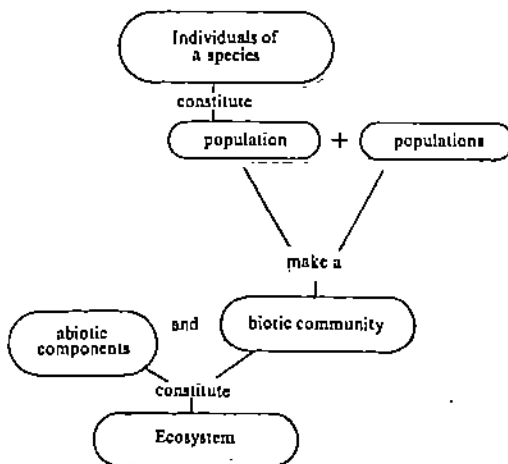 Individuals of
a species
constitute
population + populations
make a
abiotic
components
and
biotic community
constitute
Ecosystem